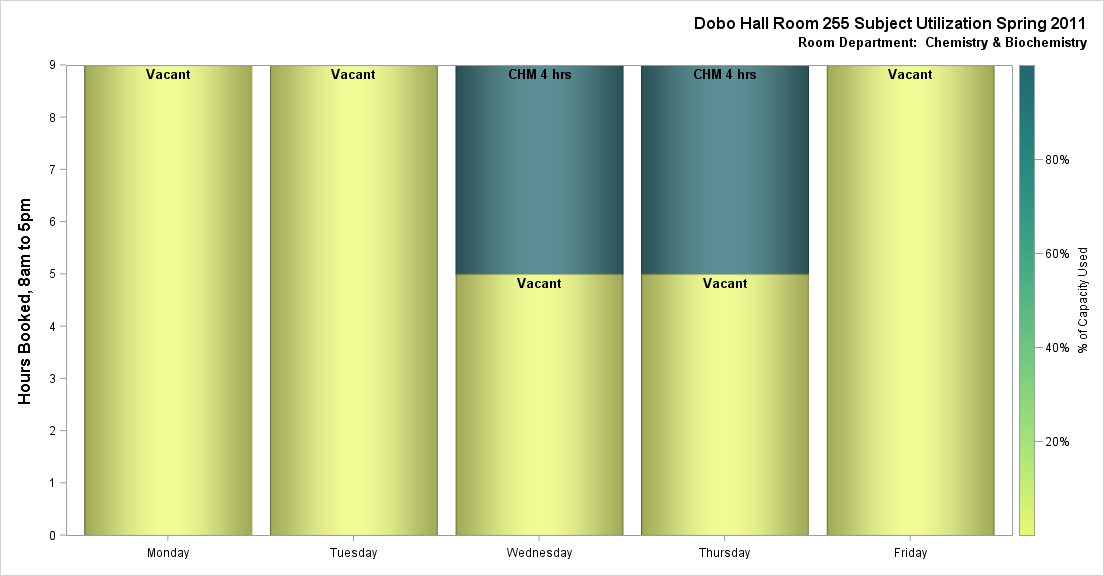 Dobo Hall Room 255 Subject Utilization Spring 2011
Room Department:  Chemistry & Biochemistry
Hours Booked, 8am to 5pm
9
8
7
6
5
4
3
2
1
0
Vacant
Vacant
CHM 4 hrs
CHM 4 hrs
Vacant
Vacant
Vacant
Monday
Tuesday
Wednesday
Thursday
Friday
80%
60%
40%
20%
% of Capacity Used